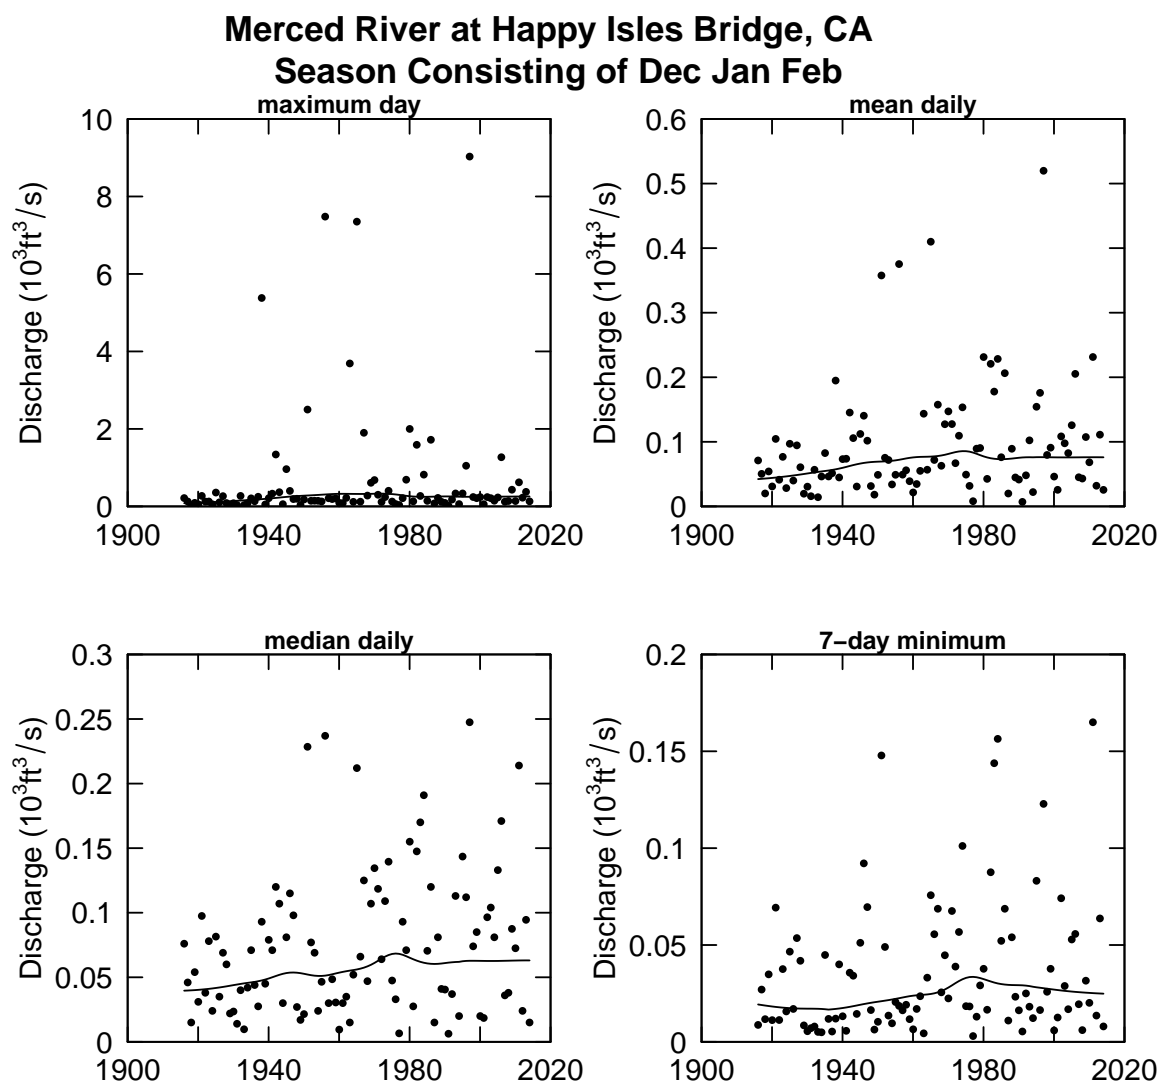 Merced River at Happy Isles Bridge, CA
Season Consisting of Dec Jan Feb
maximum day
10
8
6
4
2
0
1900 1940 1980 2020
Discharge (10³ft³/s)
mean daily
0.6
0.5
0.4
0.3
0.2
0.1
0
1900 1940 1980 2020
Discharge (10³ft³/s)
median daily
0.3
0.25
0.2
0.15
0.1
0.05
0
1900 1940 1980 2020
Discharge (10³ft³/s)
7−day minimum
0.2
0.15
0.1
0.05
0
1900 1940 1980 2020
Discharge (10³ft³/s)